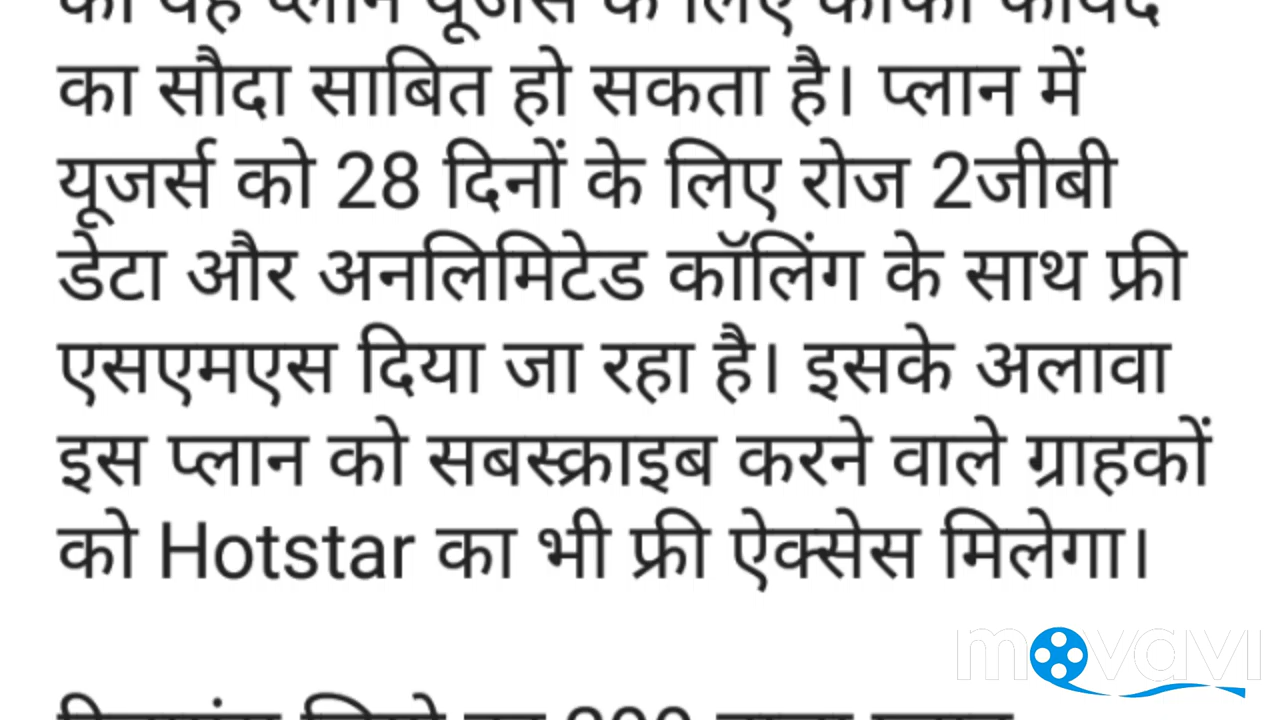 का सौदा साबित हो सकता है। प्लान में
यूजर्स को 28 दिनों के लिए रोज 2जीबी
डेटा और अनलिमिटेड कॉलिंग के साथ फ्री
एसएमएस दिया जा रहा है। इसके अलावा
इस प्लान को सबस्क्राइब करने वाले ग्राहकों
को Hotstar का भी फ्री ऐक्सेस मिलेगा।
movavi